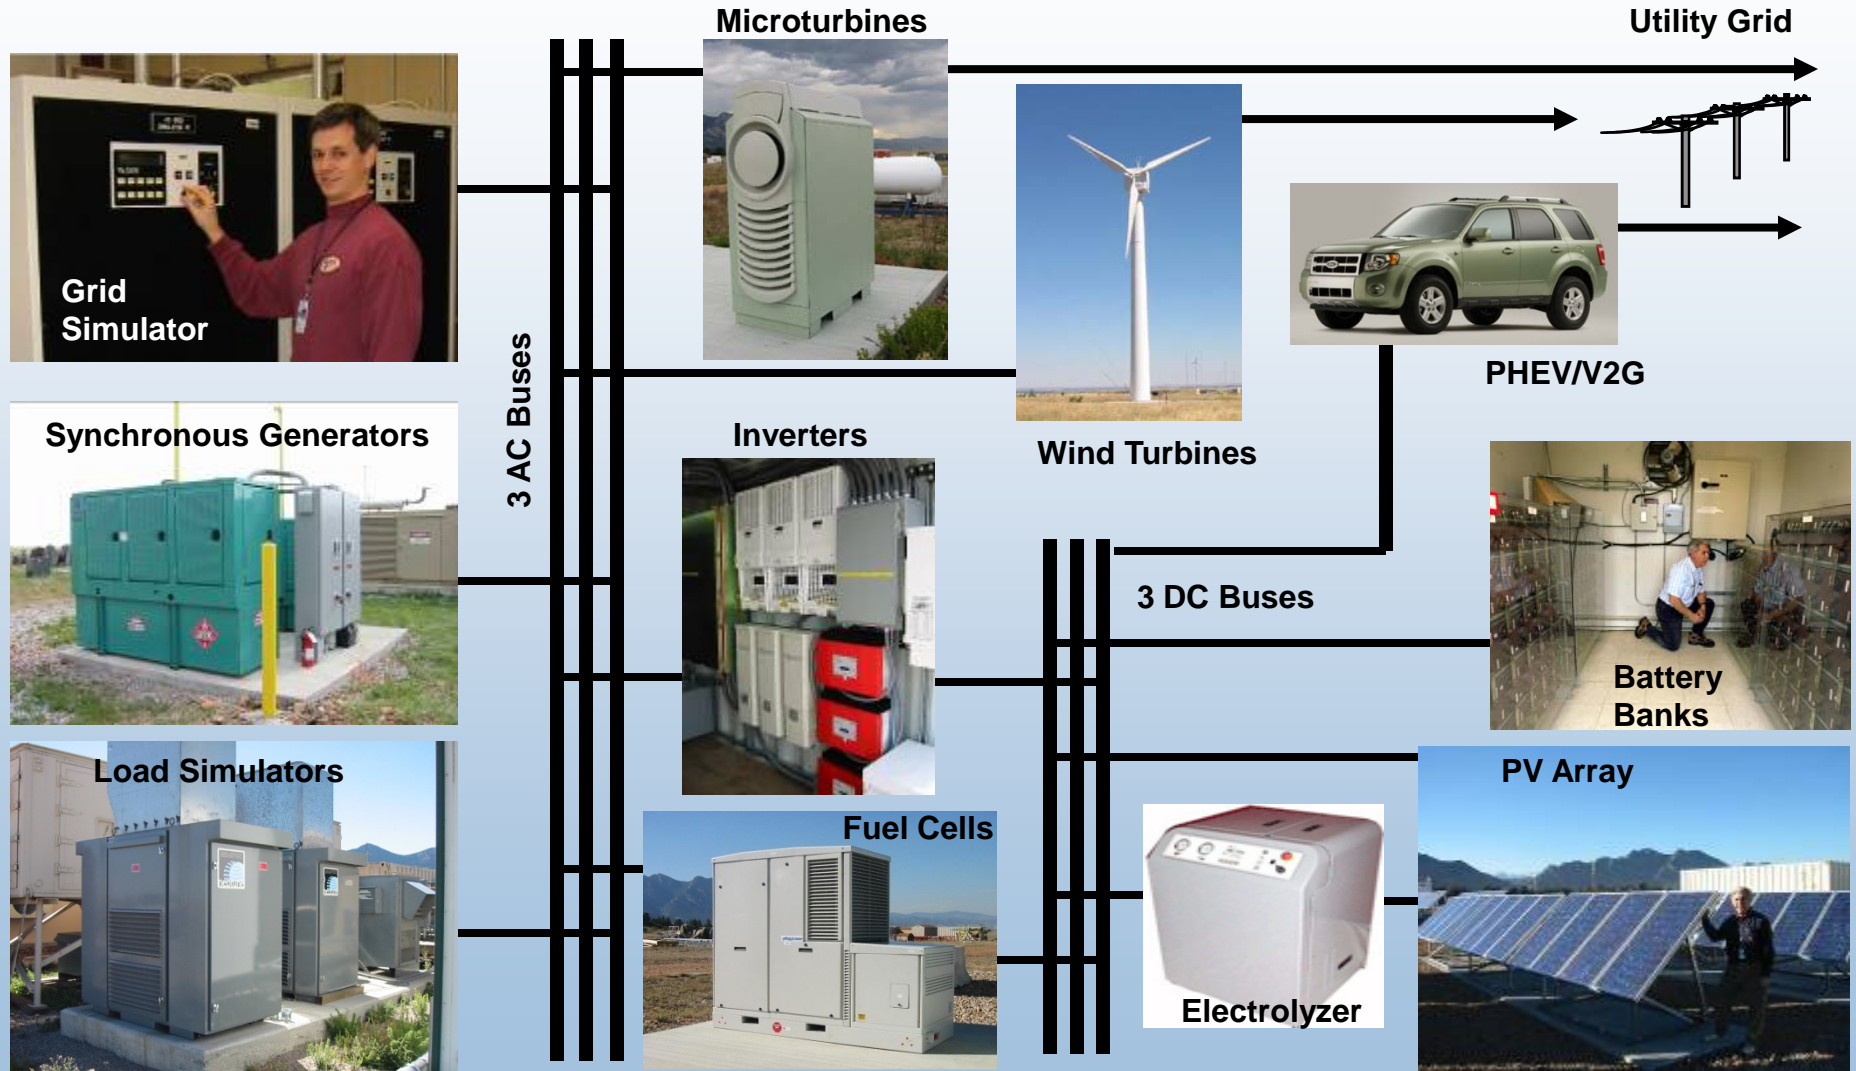 Microturbines
Utility Grid
Grid
Simulator
3 AC Buses
PHEV/V2G
Synchronous Generators
Inverters
Wind Turbines
3 DC Buses
Battery
Banks
Load Simulators
PV Array
Fuel Cells
Electrolyzer